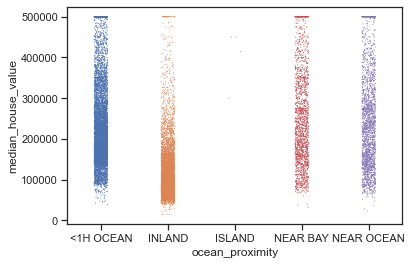 500000
400000
300000
200000
100000
0
median_house_value
<1H OCEAN INLAND ISLAND NEAR BAY NEAR OCEAN
ocean_proximity